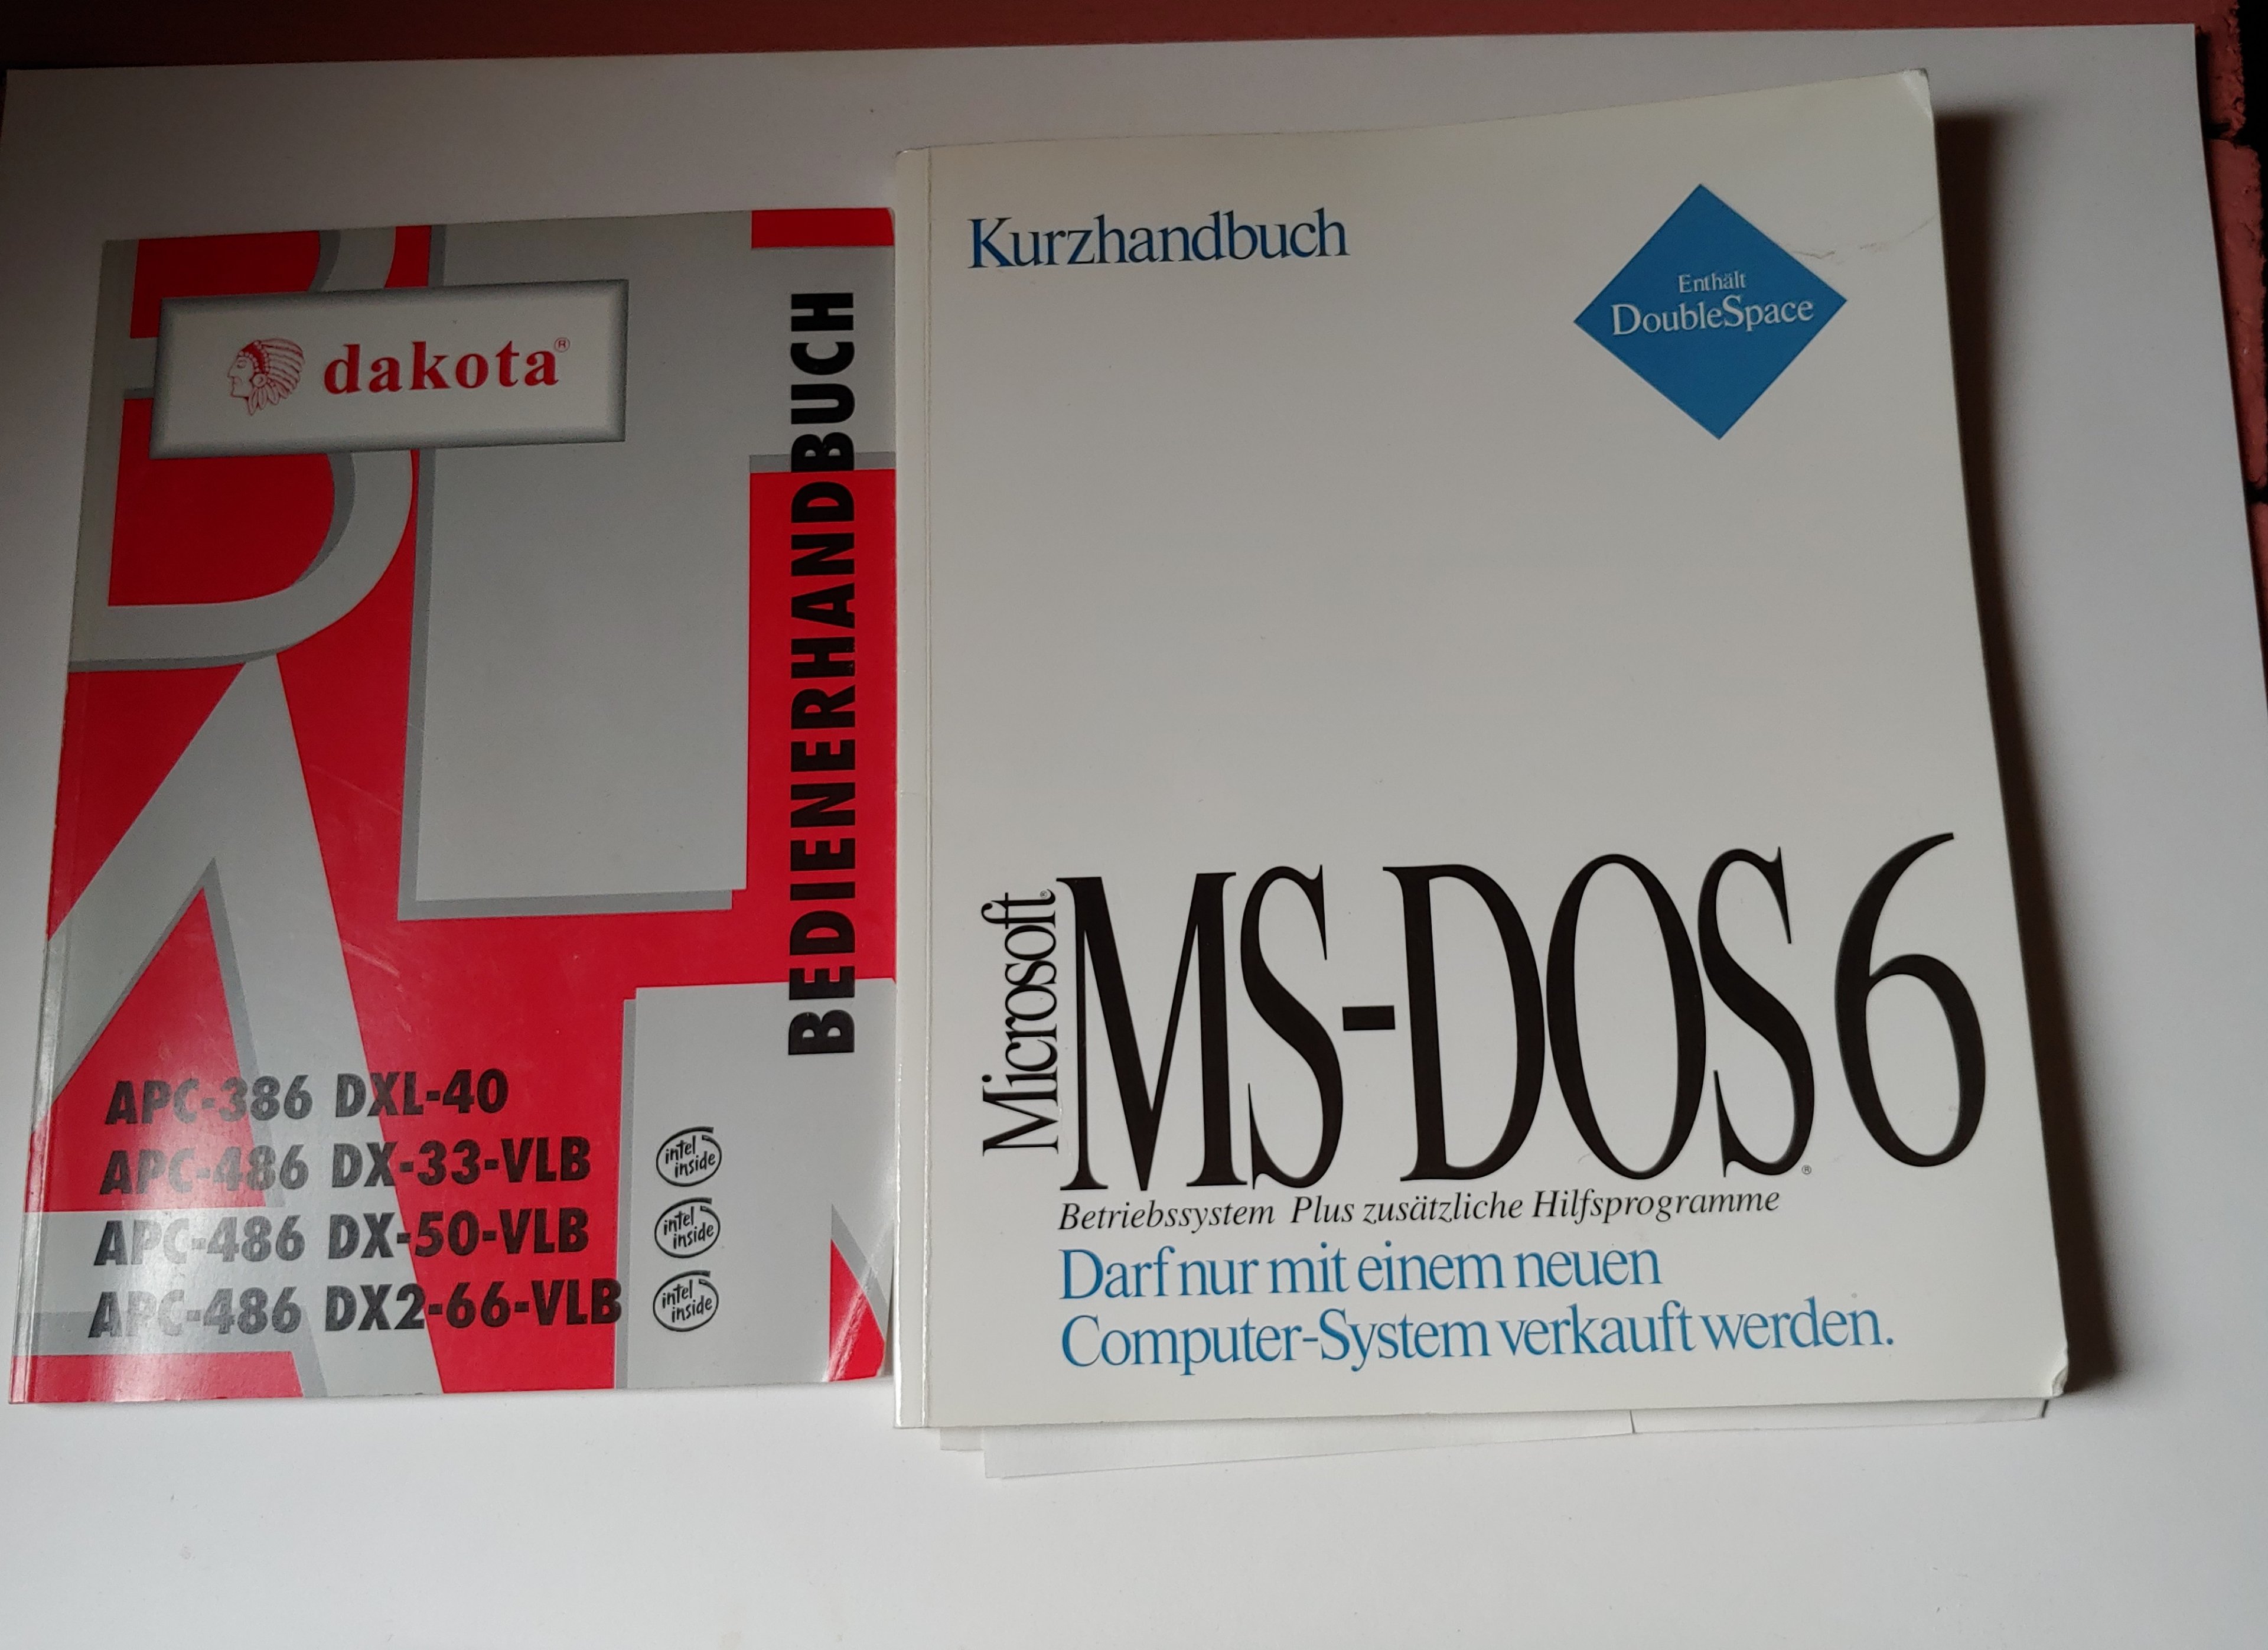 dakota®
BEDIENERHANDBUCH
APC-386 DXL-40
APC-486 DX-33-VLB
intel inside
APC-486 DX-50-VLB
intel inside
APC-486 DX2-66-VLB
intel inside
Kurzhandbuch
Enthält
DoubleSpace
Microsoft®
MS-DOS® 6
Betriebssystem Plus zusätzliche Hilfsprogramme
Darf nur mit einem neuen
Computer-System verkauft werden.